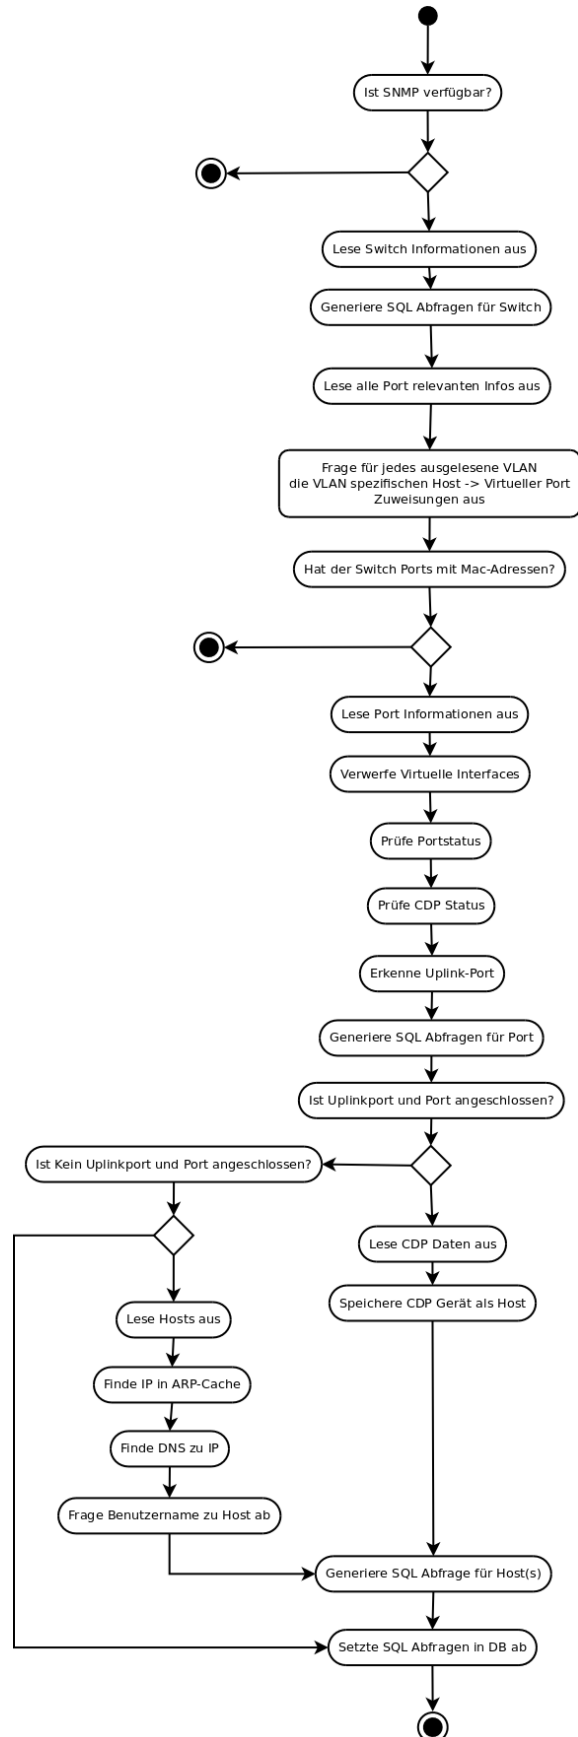 Ist SNMP verfügbar?
Lese Switch Informationen aus
Generiere SQL Abfragen für Switch
Lese alle Port relevanten Infos aus
Frage für jedes ausgelesene VLAN
die VLAN spezifischen Host -> Virtueller Port
Zuweisungen aus
Hat der Switch Ports mit Mac-Adressen?
Lese Port Informationen aus
Verwerfe Virtuelle Interfaces
Prüfe Portstatus
Prüfe CDP Status
Erkenne Uplink-Port
Generiere SQL Abfragen für Port
Ist Uplinkport und Port angeschlossen?
Ist Kein Uplinkport und Port angeschlossen?
Lese CDP Daten aus
Speichere CDP Gerät als Host
Lese Hosts aus
Finde IP in ARP-Cache
Finde DNS zu IP
Frage Benutzername zu Host ab
Generiere SQL Abfrage für Host(s)
Setzte SQL Abfragen in DB ab